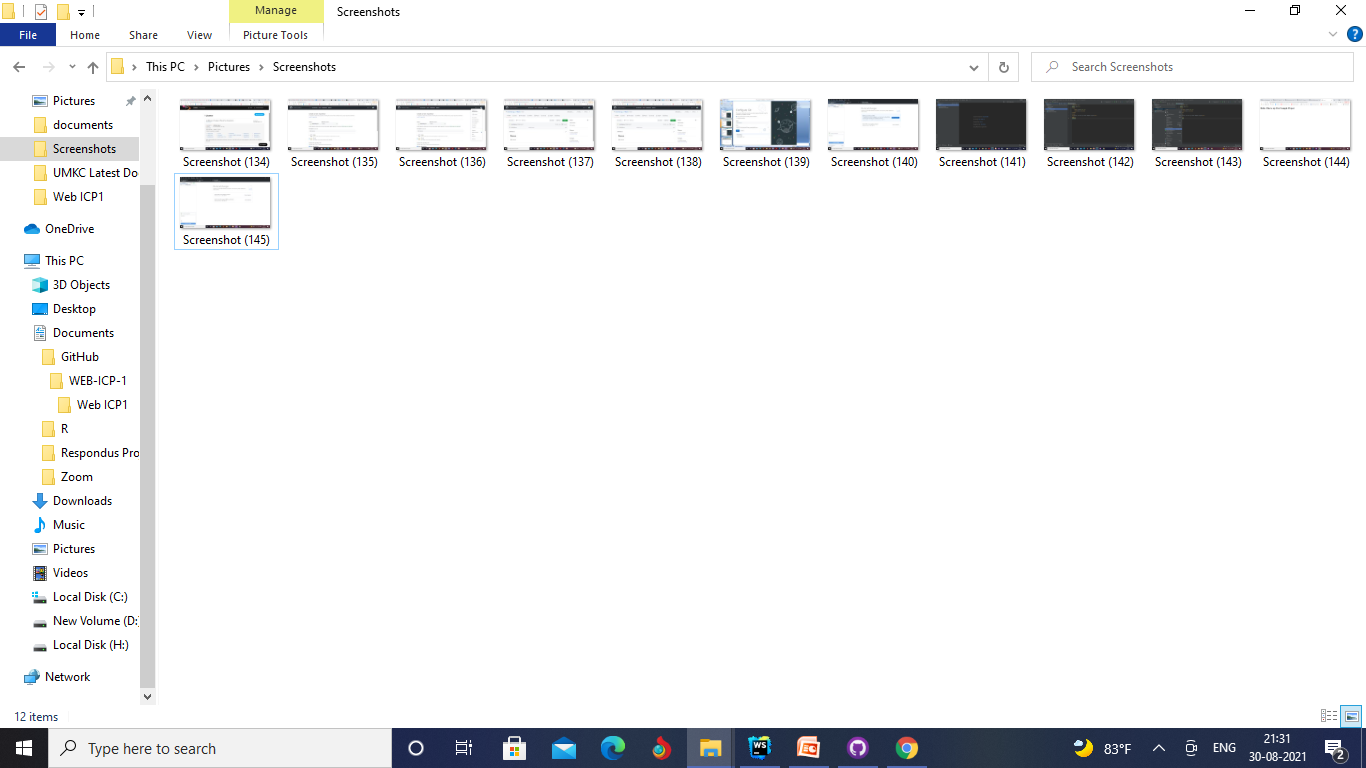 Manage
Screenshots
File
Home
Share
View
Picture Tools
This PC
Pictures
Screenshots
Search Screenshots
Pictures
documents
Screenshots
UMKC Latest Do
Web ICP1
OneDrive
This PC
3D Objects
Desktop
Documents
GitHub
WEB-ICP-1
Web ICP1
R
Respondus Pro
Zoom
Downloads
Music
Pictures
Videos
Local Disk (C:)
New Volume (D:
Local Disk (H:)
Network
Screenshot (134)
Screenshot (135)
Screenshot (136)
Screenshot (137)
Screenshot (138)
Screenshot (139)
Screenshot (140)
Screenshot (141)
Screenshot (142)
Screenshot (143)
Screenshot (144)
Screenshot (145)
12 items
Type here to search
WS
83°F
ENG
21:31
30-08-2021
2